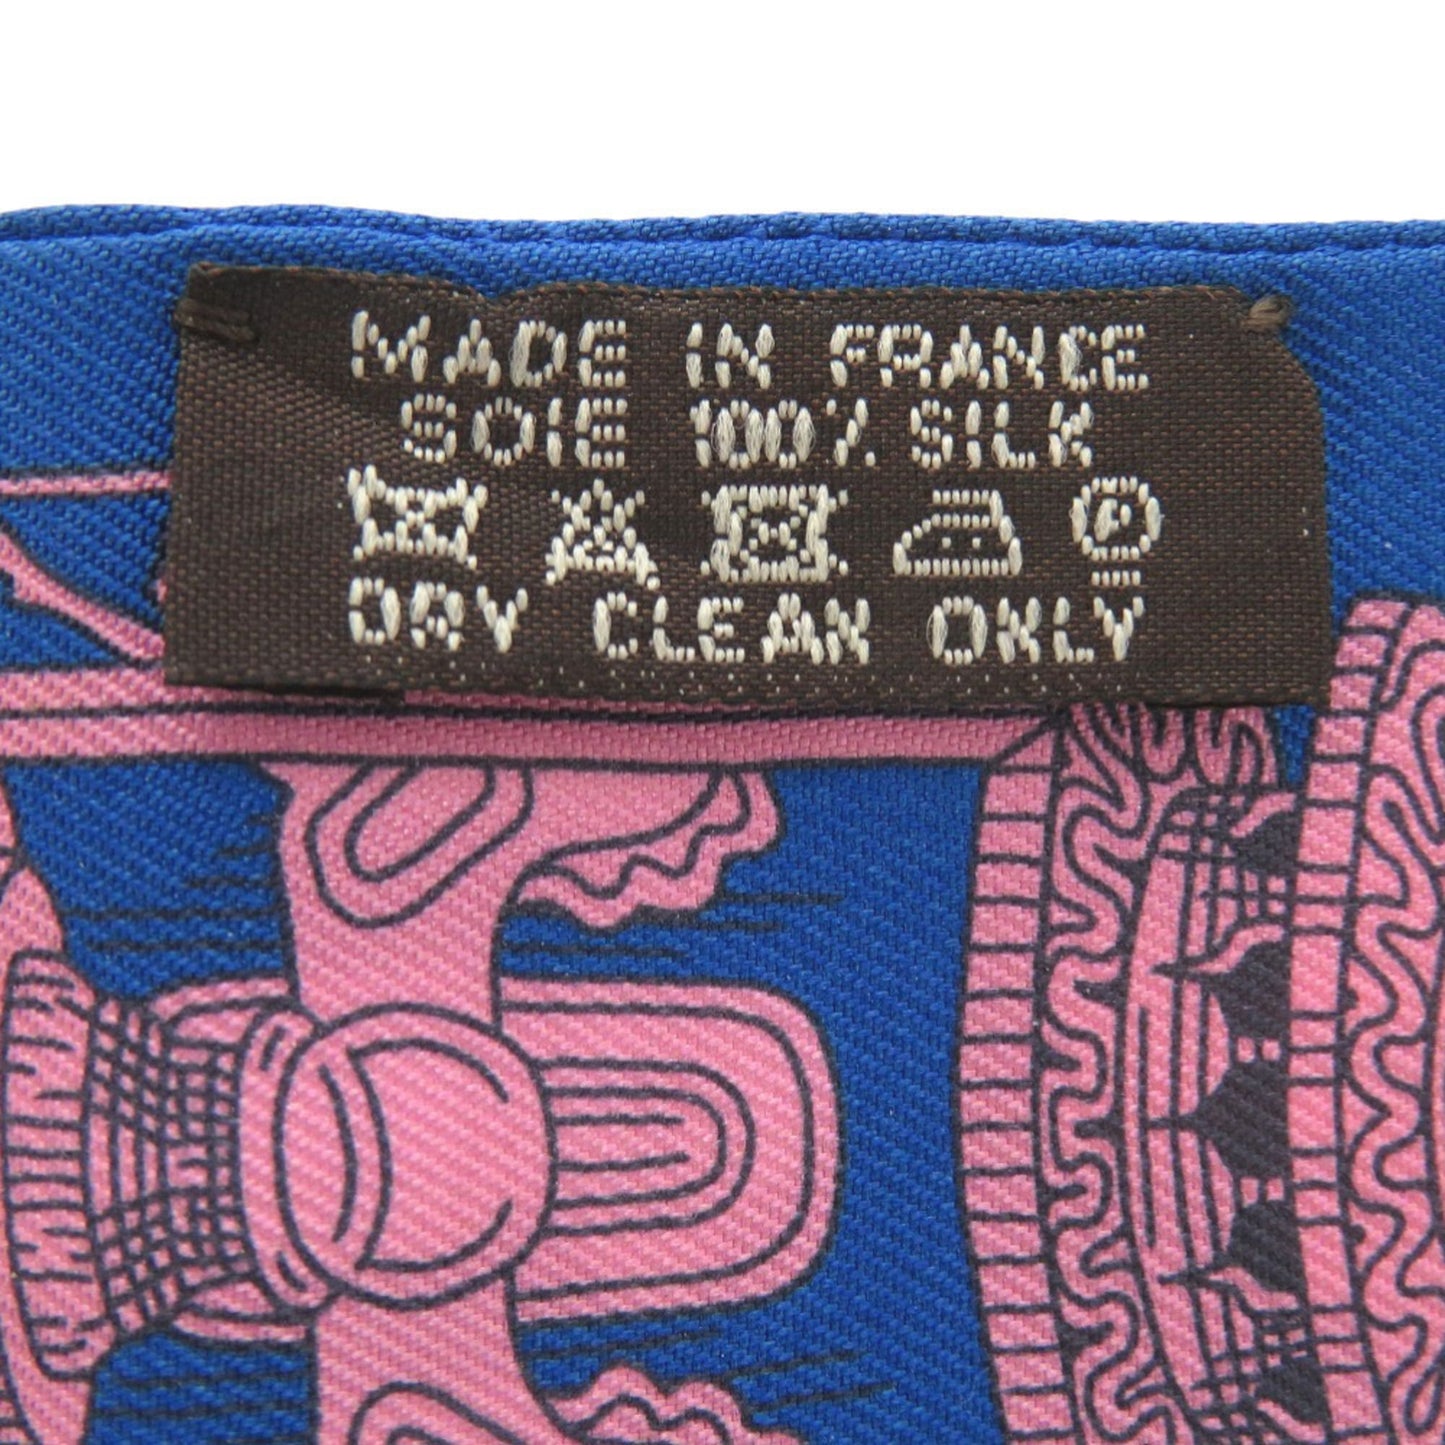 MADE IN FRANCE
SOIE 100% SILK
P
DRY CLEAN ONLY